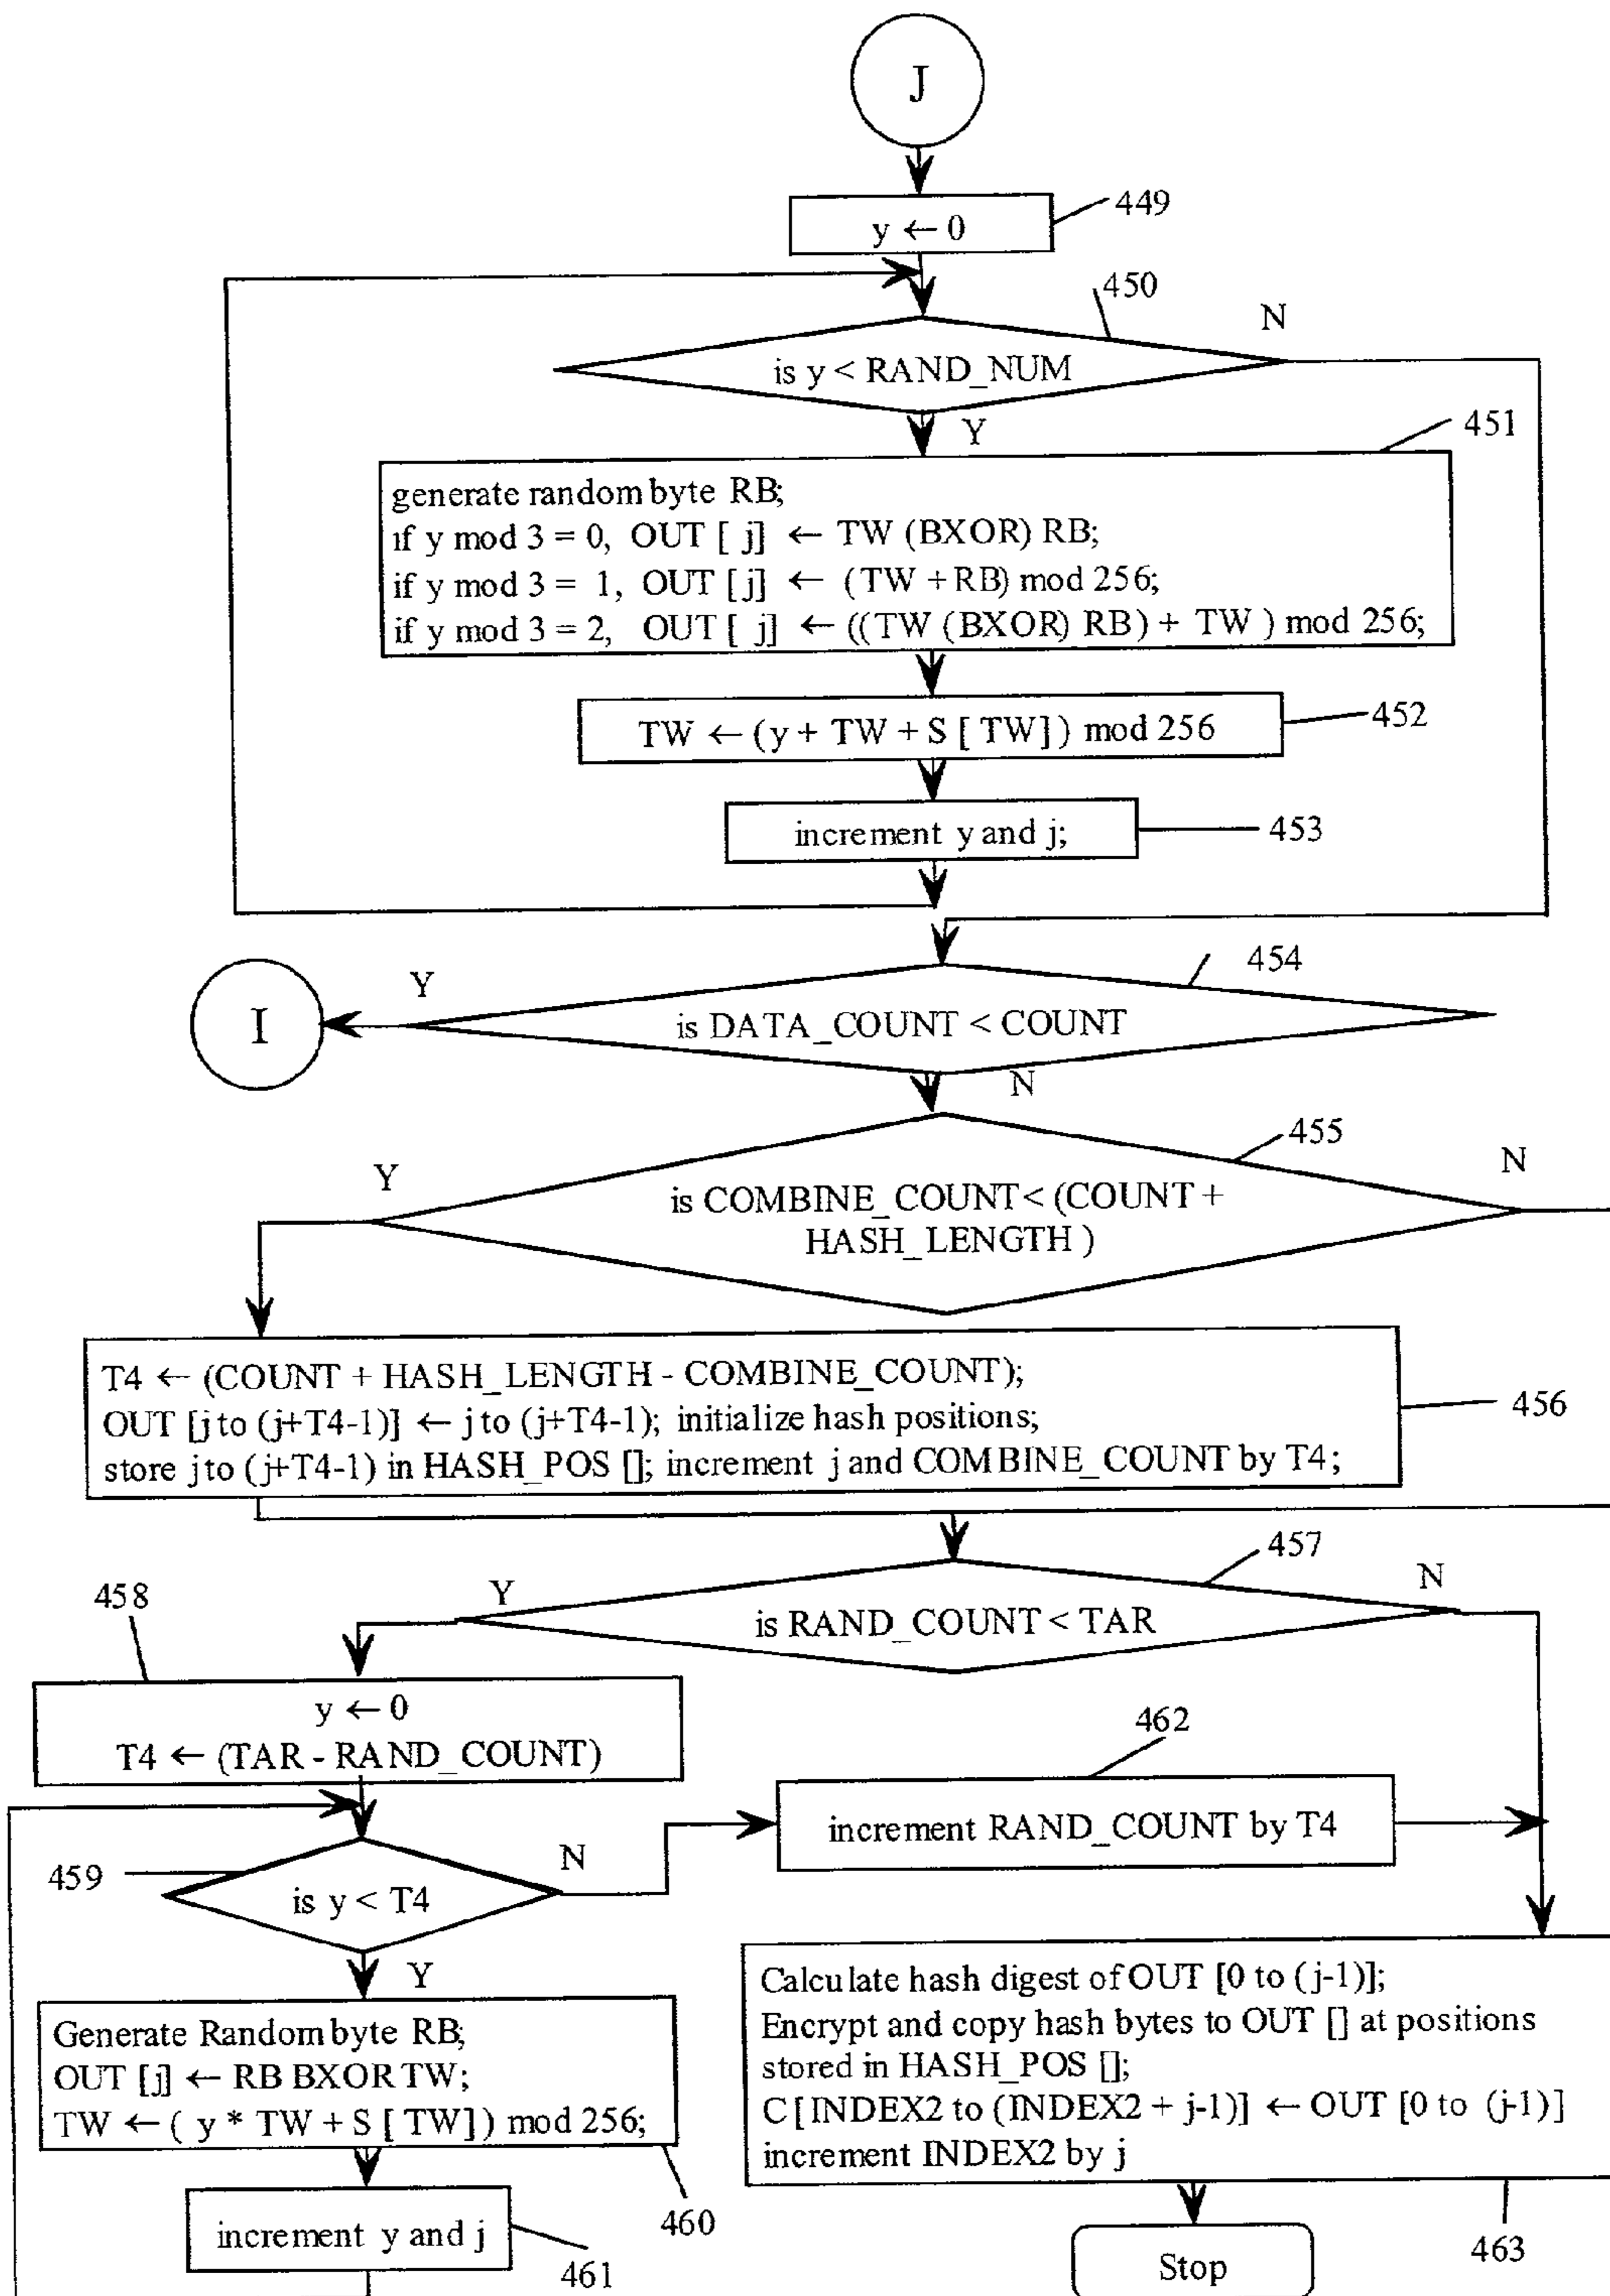 J
449
y ← 0
450
N
is y < RAND_NUM
Y
451
generate random byte RB;
if y mod 3 = 0, OUT [ j] ← TW (BXOR) RB;
if y mod 3 = 1, OUT [j] ← (TW + RB) mod 256;
if y mod 3 = 2, OUT [ j] ← ((TW (BXOR) RB) + TW ) mod 256;
TW ← (y + TW + S [ TW] ) mod 256
452
increment y and j;
453
454
Y
I
is DATA_COUNT < COUNT
N
455
Y
N
is COMBINE_COUNT < (COUNT +
HASH_LENGTH )
T4 ← (COUNT + HASH_LENGTH - COMBINE_COUNT);
OUT [j to (j+T4-1)] ← j to (j+T4-1); initialize hash positions;
store j to (j+T4-1) in HASH_POS []; increment j and COMBINE_COUNT by T4;
456
457
Y
N
458
is RAND_COUNT < TAR
y ← 0
T4 ← (TAR - RAND_COUNT)
462
increment RAND_COUNT by T4
459
N
is y < T4
Y
Generate Random byte RB;
OUT [j] ← RB BXOR TW;
TW ← ( y * TW + S [ TW] ) mod 256;
460
increment y and j
461
Calculate hash digest of OUT [0 to (j-1)];
Encrypt and copy hash bytes to OUT [] at positions
stored in HASH_POS [];
C [INDEX2 to (INDEX2 + j-1)] ← OUT [0 to (j-1)]
increment INDEX2 by j
463
Stop